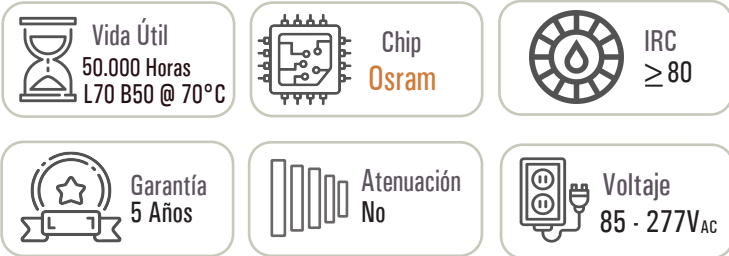 Vida Útil
50.000 Horas
L70 B50 @ 70°C
Chip
Osram
IRC
≥80
Garantía
5 Años
Atenuación
No
Voltaje
85 - 277VAC